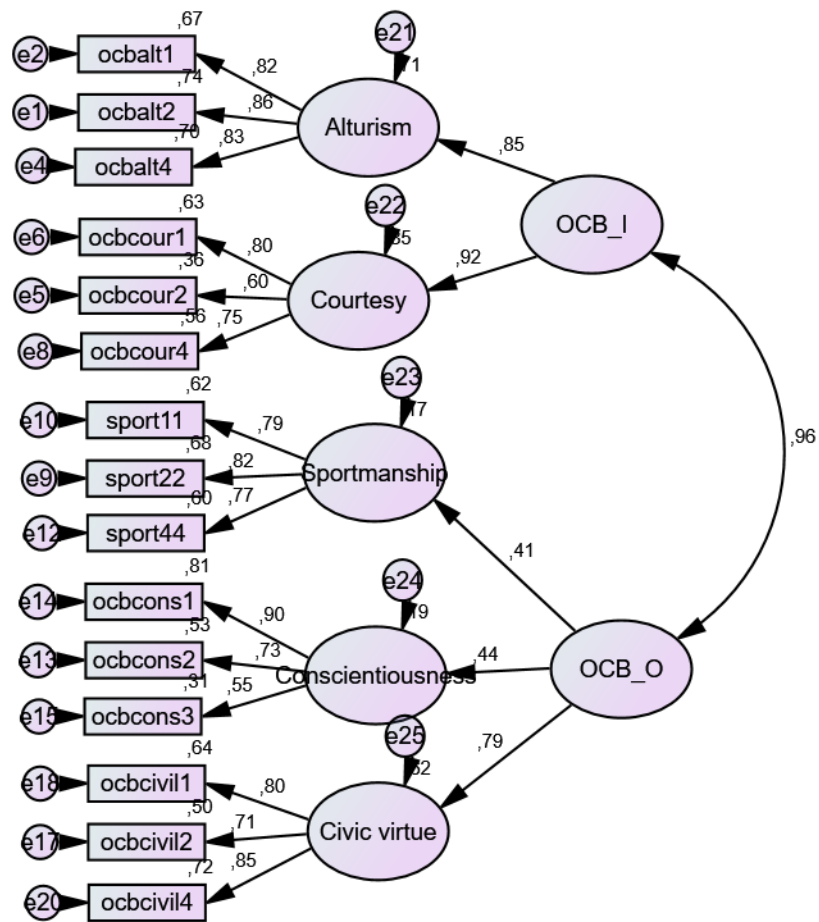 ,67
e21
e2
ocbalt1
,71
,82
,74
e1
ocbalt2
,86
Alturism
,70
,83
,85
e4
ocbalt4
,63
e22
OCB_I
e6
ocbcour1
,80
,85
,92
,36
e5
ocbcour2
,60
Courtesy
,56
,75
e8
ocbcour4
,62
e23
e10
sport11
,79
,17
,96
,68
e9
sport22
,82
Sportmanship
,60
,77
e12
sport44
,41
,81
e24
e14
ocbcons1
,90
,19
,53
e13
ocbcons2
,73
Conscientiousness
,44
OCB_O
,31
,55
e15
ocbcons3
e25
,64
,79
e18
ocbcivil1
,80
,62
,50
e17
ocbcivil2
,71
Civic virtue
,72
,85
e20
ocbcivil4